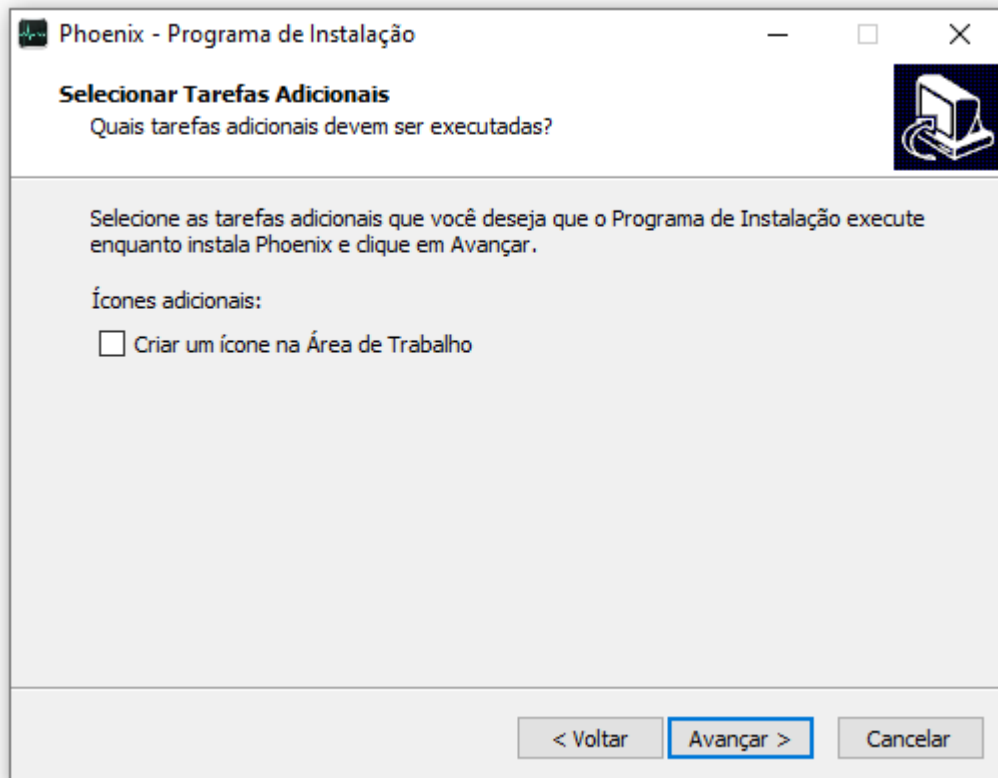 Phoenix - Programa de Instalação
Selecionar Tarefas Adicionais
Quais tarefas adicionais devem ser executadas?
Selecione as tarefas adicionais que você deseja que o Programa de Instalação execute
enquanto instala Phoenix e clique em Avançar.
Ícones adicionais:
Criar um ícone na Área de Trabalho
< Voltar
Avançar >
Cancelar